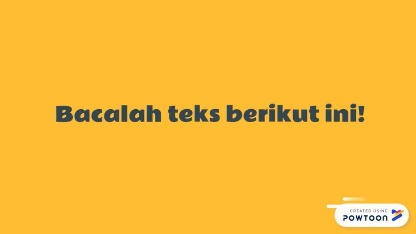 Bacalah teks berikut ini!
CREATED USING
POWTOON